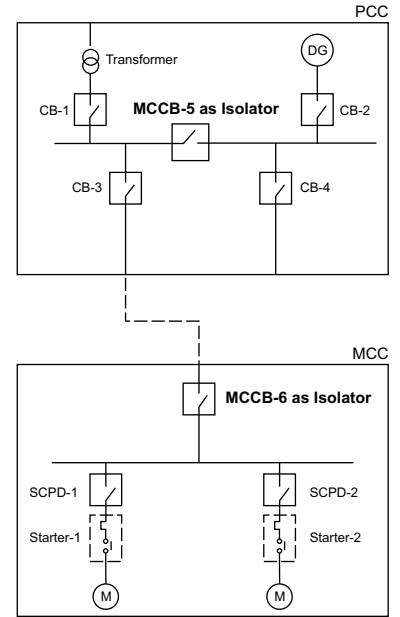 PCC
Transformer
DG
CB-1
MCCB-5 as Isolator
CB-2
CB-3
CB-4
MCC
MCCB-6 as Isolator
SCPD-1
SCPD-2
Starter-1
Starter-2
M
M